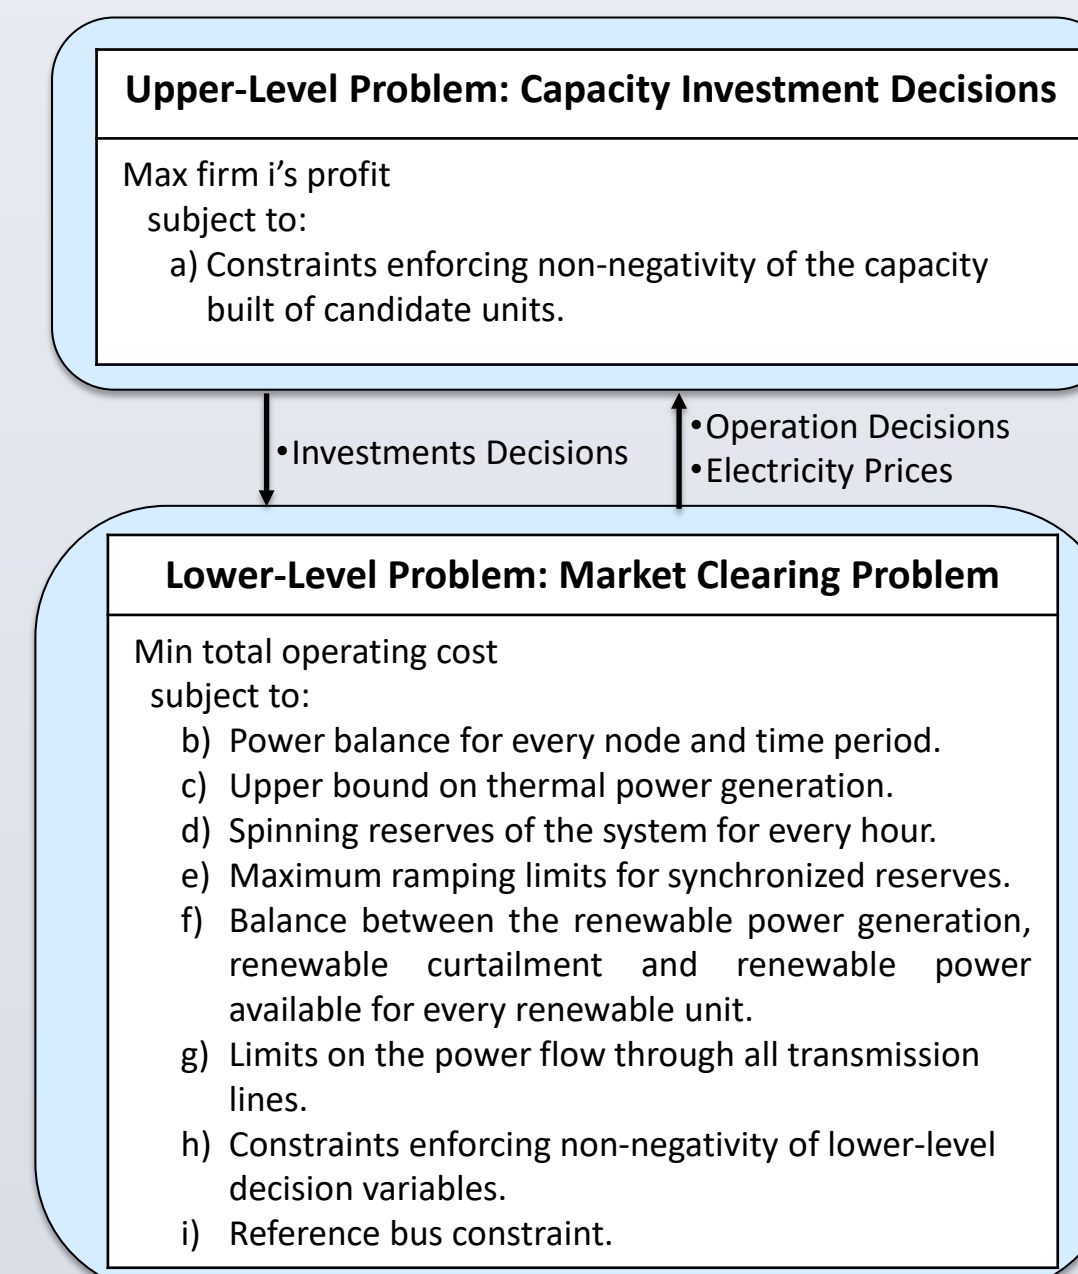 Upper-Level Problem: Capacity Investment Decisions
Max firm i’s profit
subject to:
a) Constraints enforcing non-negativity of the capacity
built of candidate units.
•Investments Decisions
•Operation Decisions
•Electricity Prices
Lower-Level Problem: Market Clearing Problem
Min total operating cost
subject to:
b) Power balance for every node and time period.
c) Upper bound on thermal power generation.
d) Spinning reserves of the system for every hour.
e) Maximum ramping limits for synchronized reserves.
f) Balance between the renewable power generation,
renewable curtailment and renewable power
available for every renewable unit.
g) Limits on the power flow through all transmission
lines.
h) Constraints enforcing non-negativity of lower-level
decision variables.
i) Reference bus constraint.